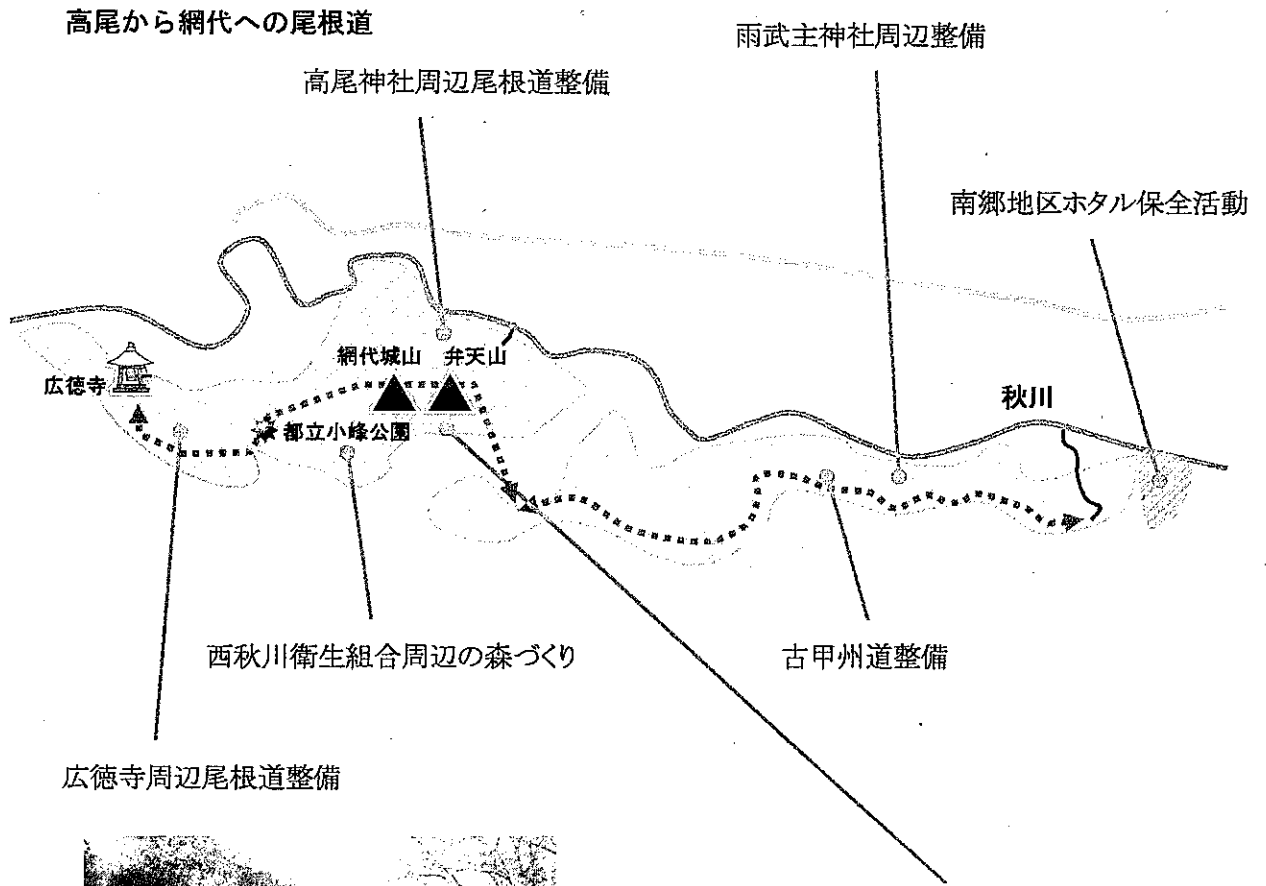 高尾から網代への尾根道
雨武主神社周辺整備
高尾神社周辺尾根道整備
南郷地区ホタル保全活動
網代城山
弁天山
広徳寺
秋川
都立小峰公園
西秋川衛生組合周辺の森づくり
古甲州道整備
広徳寺周辺尾根道整備